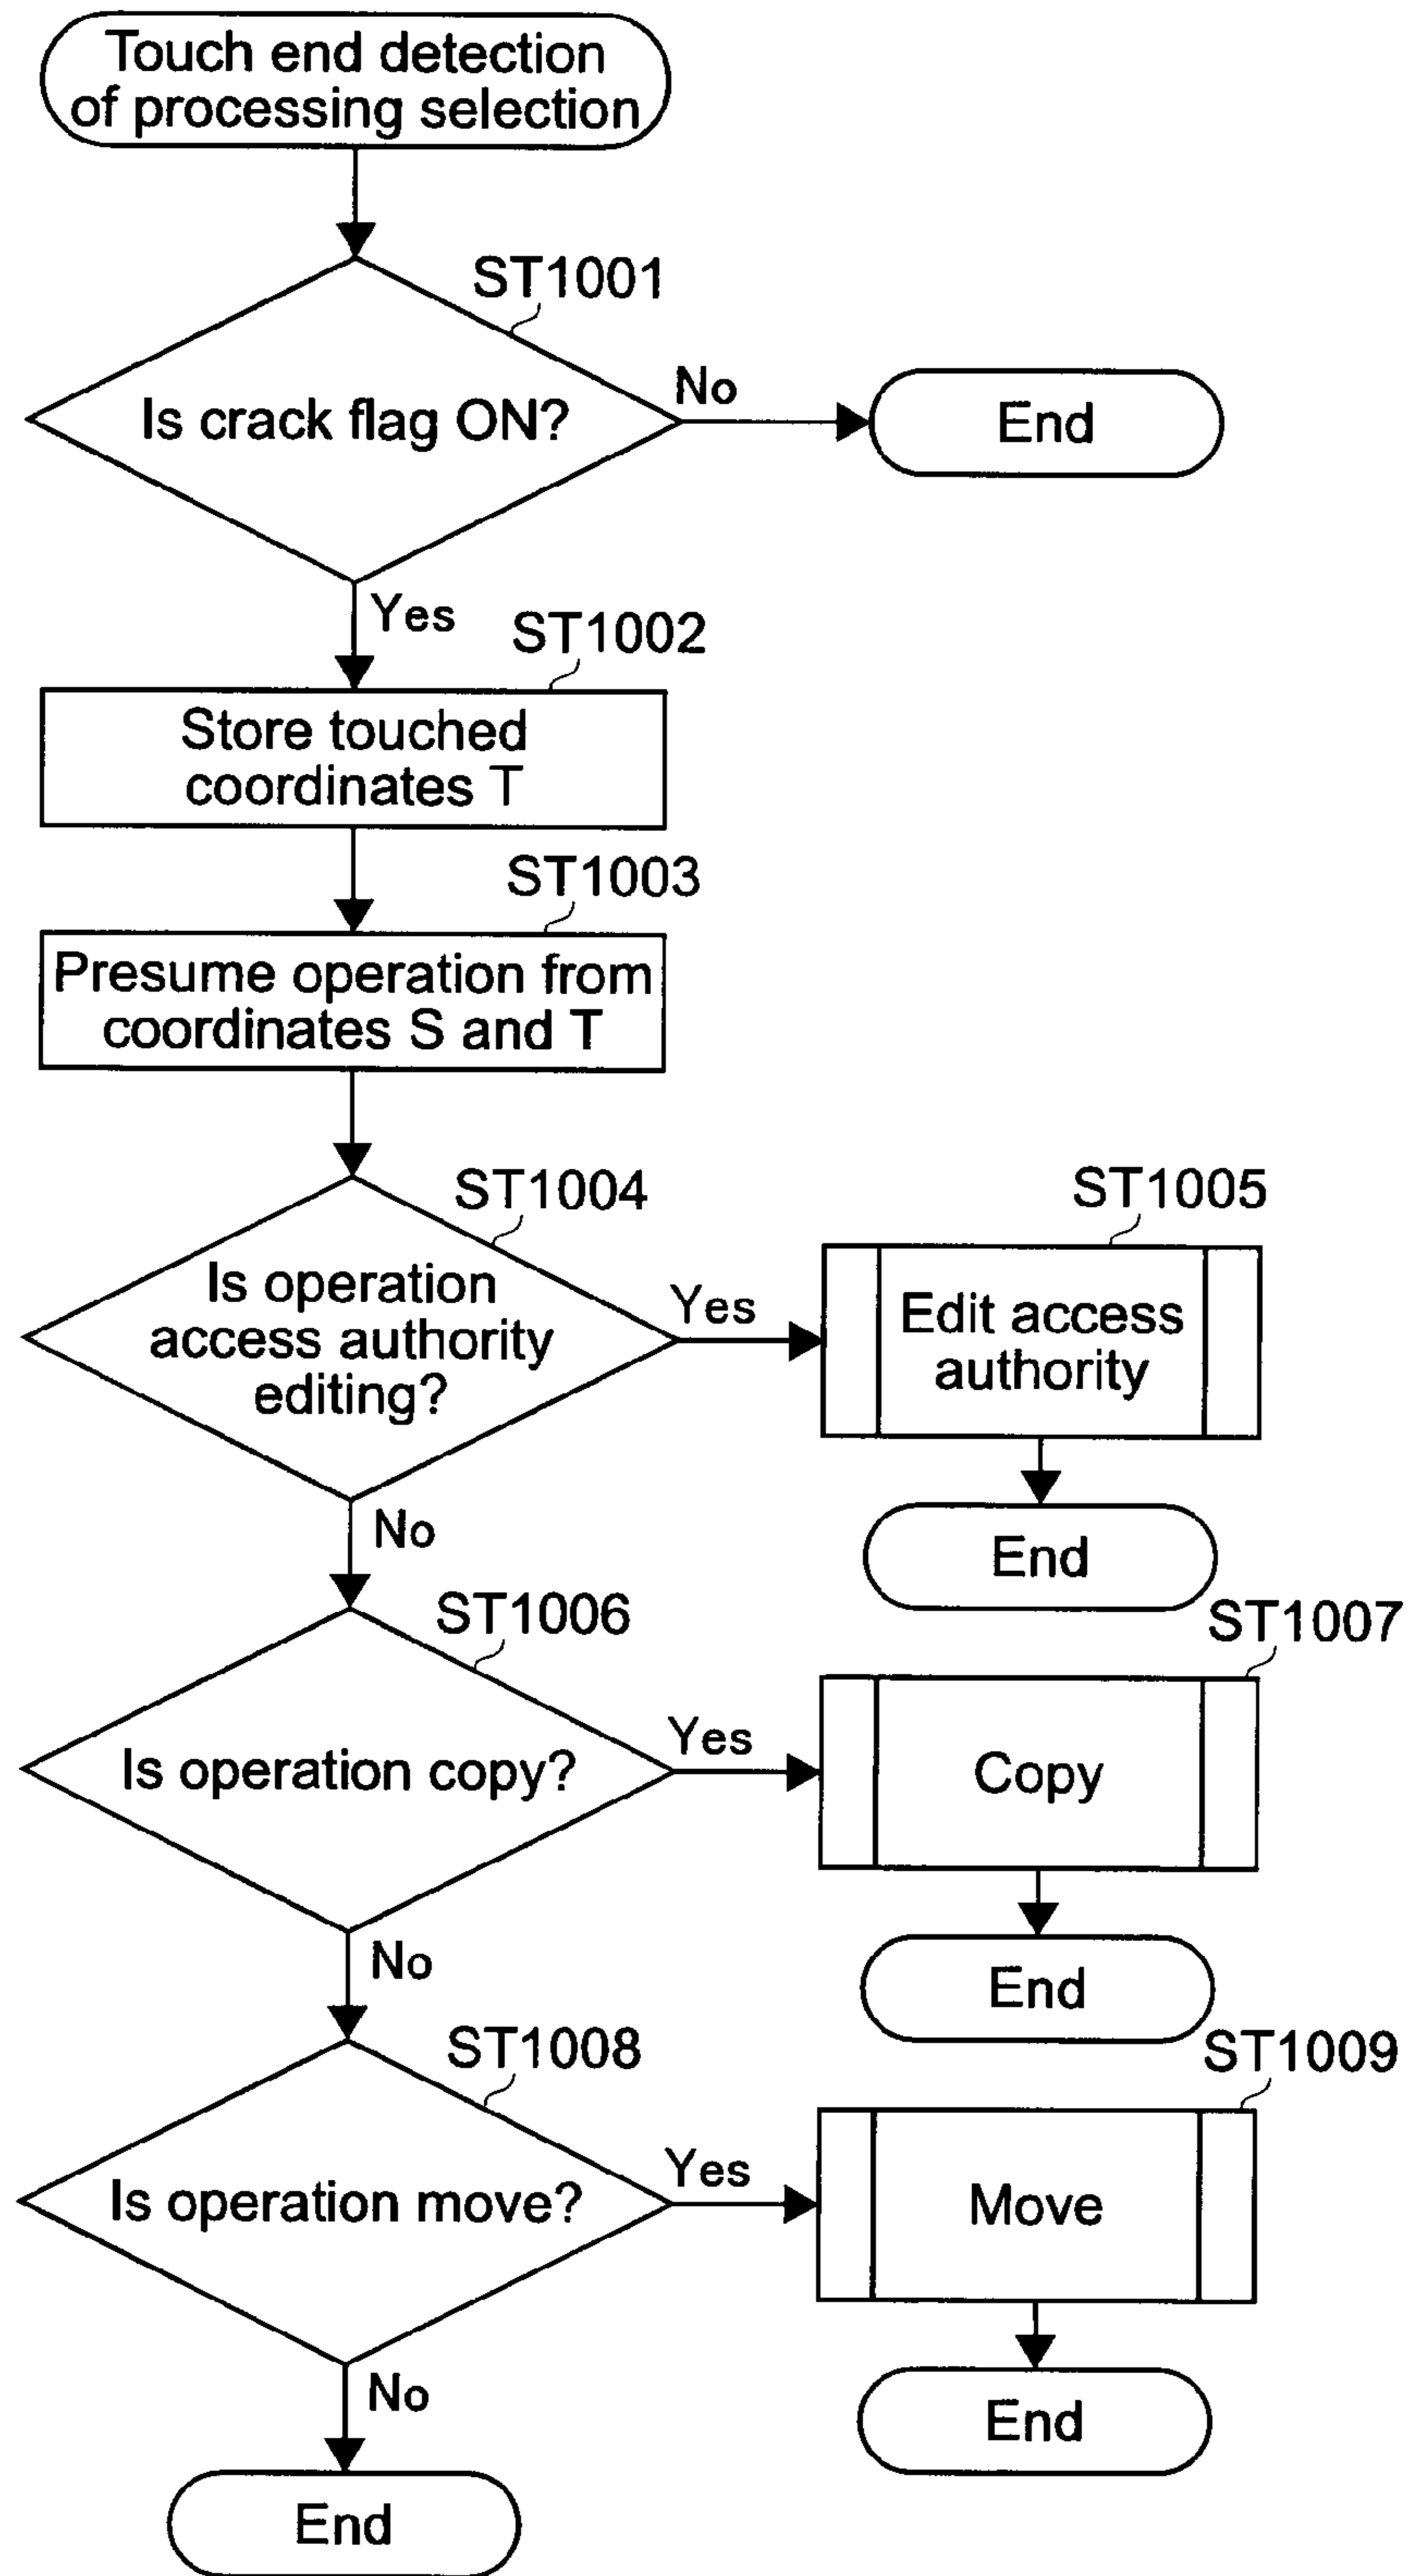 Touch end detection
of processing selection
ST1001
Is crack flag ON?
No
End
Yes
ST1002
Store touched
coordinates T
ST1003
Presume operation from
coordinates S and T
ST1004
Is operation
access authority
editing?
Yes
ST1005
Edit access
authority
End
No
ST1006
Is operation copy?
Yes
ST1007
Copy
End
No
ST1008
Is operation move?
Yes
ST1009
Move
End
No
End